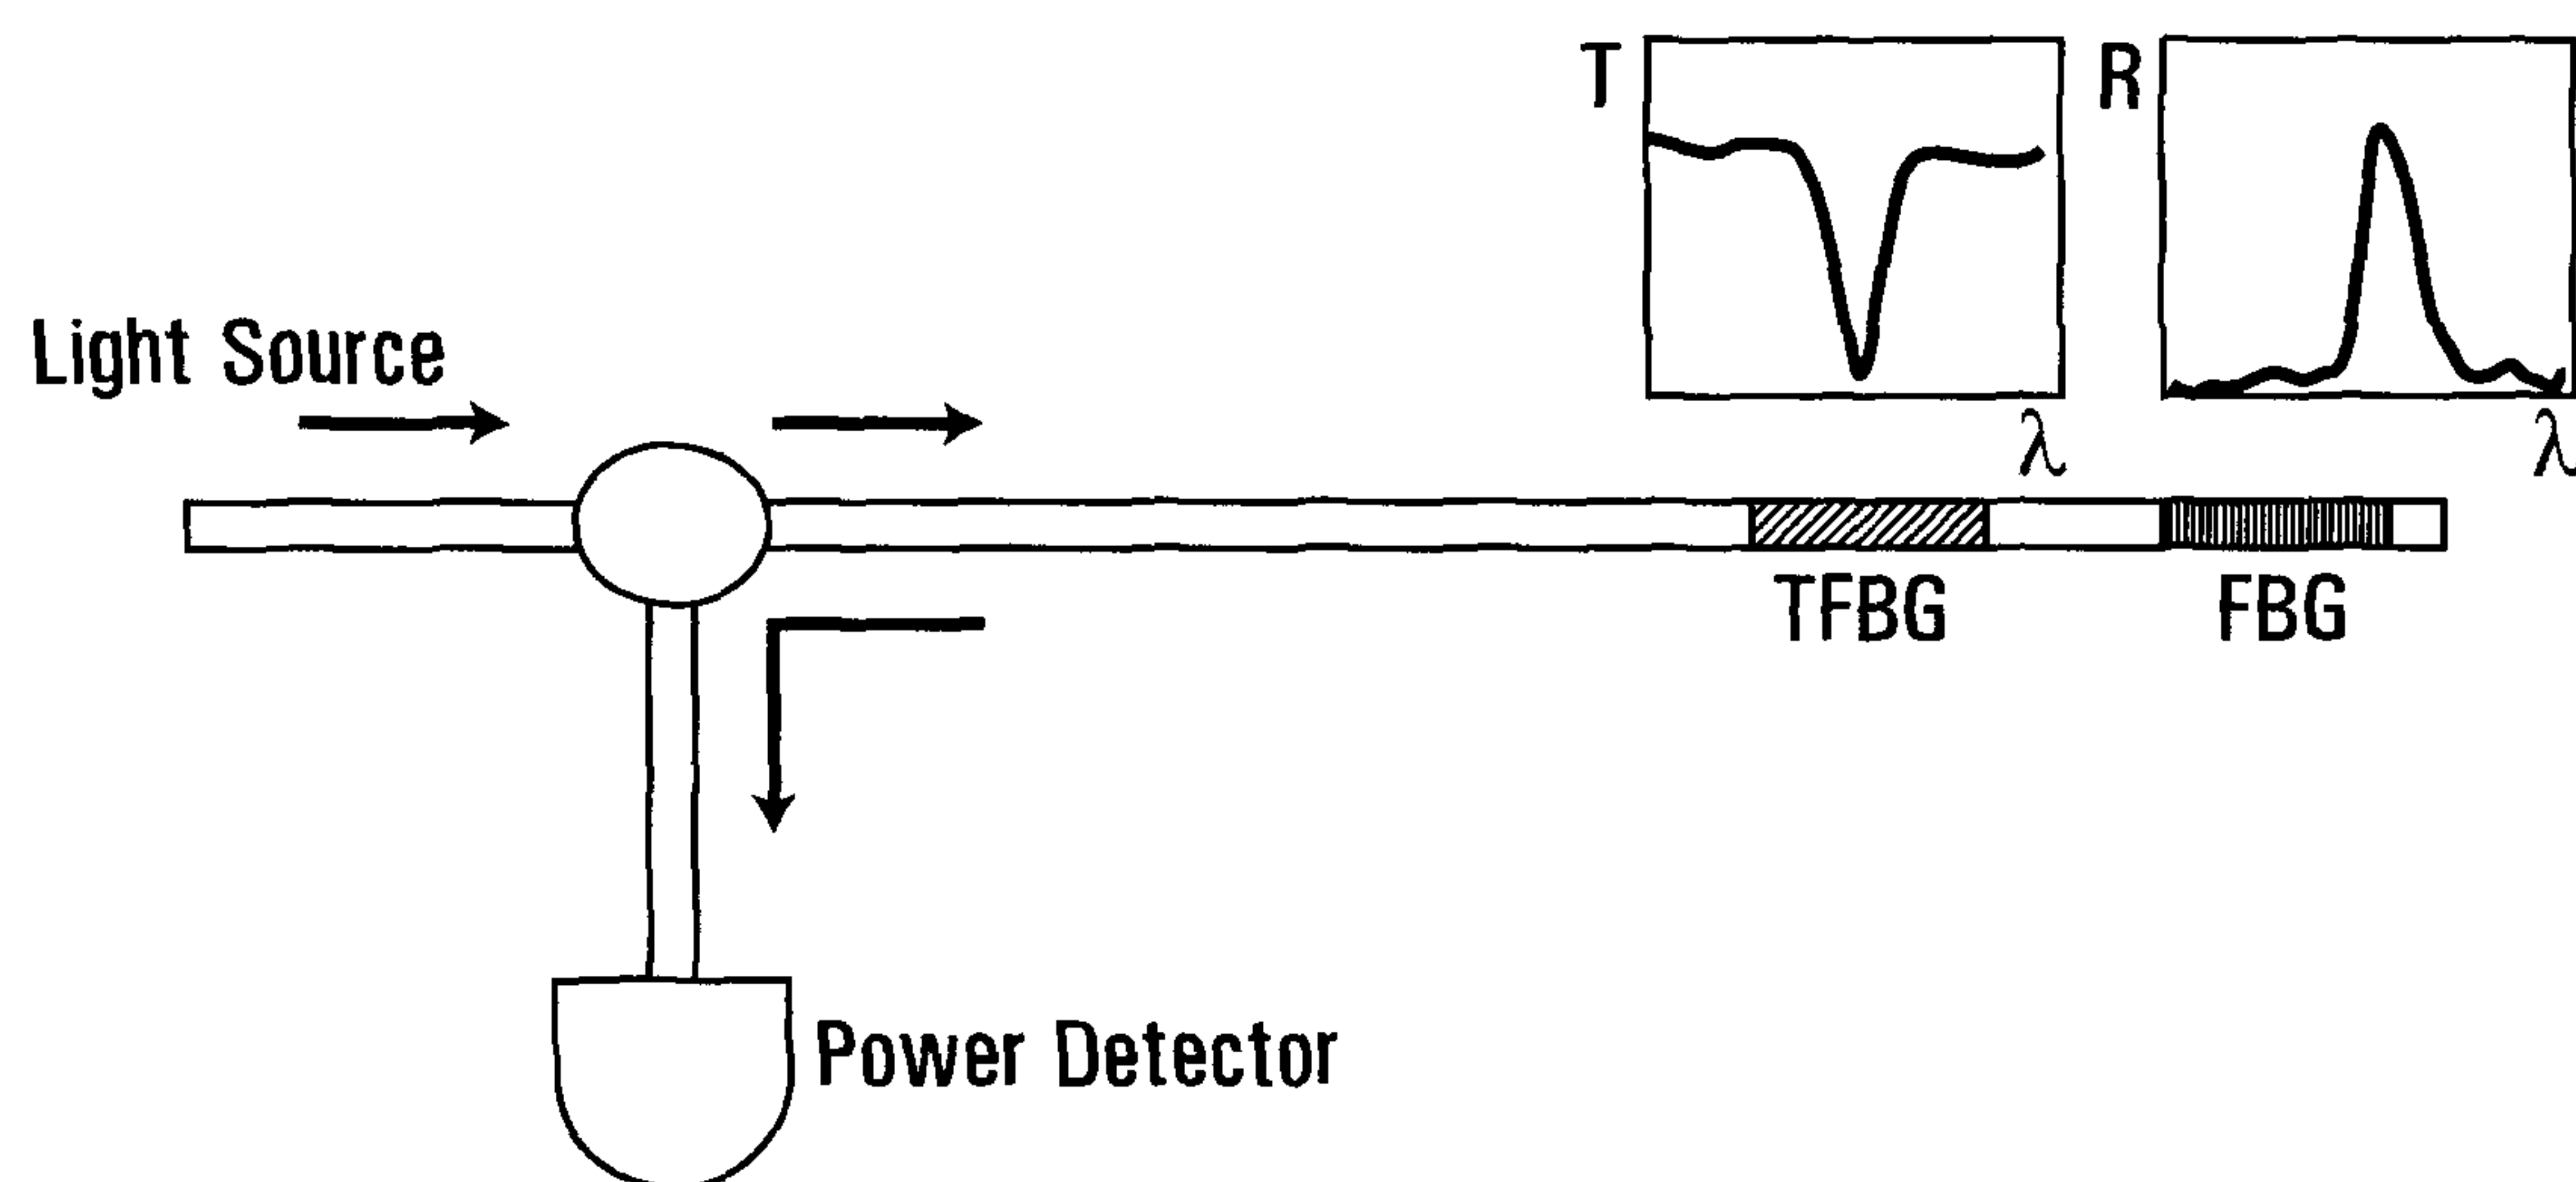 T
R
Light Source
λ
λ
TFBG
FBG
Power Detector